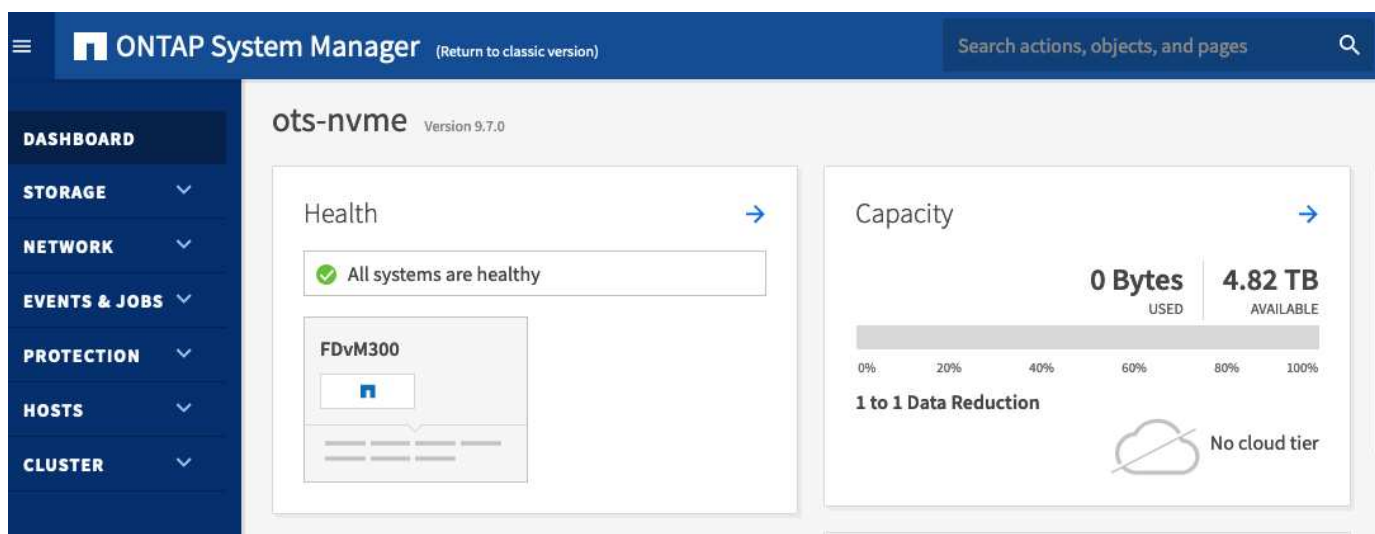 ONTAP System Manager (Return to classic version)
Search actions, objects, and pages
DASHBOARD
STORAGE
NETWORK
EVENTS & JOBS
PROTECTION
HOSTS
CLUSTER
ots-nvme Version 9.7.0
Health
All systems are healthy
FDvM300
Capacity
0 Bytes 4.82 TB
USED AVAILABLE
0% 20% 40% 60% 80% 100%
1 to 1 Data Reduction
No cloud tier